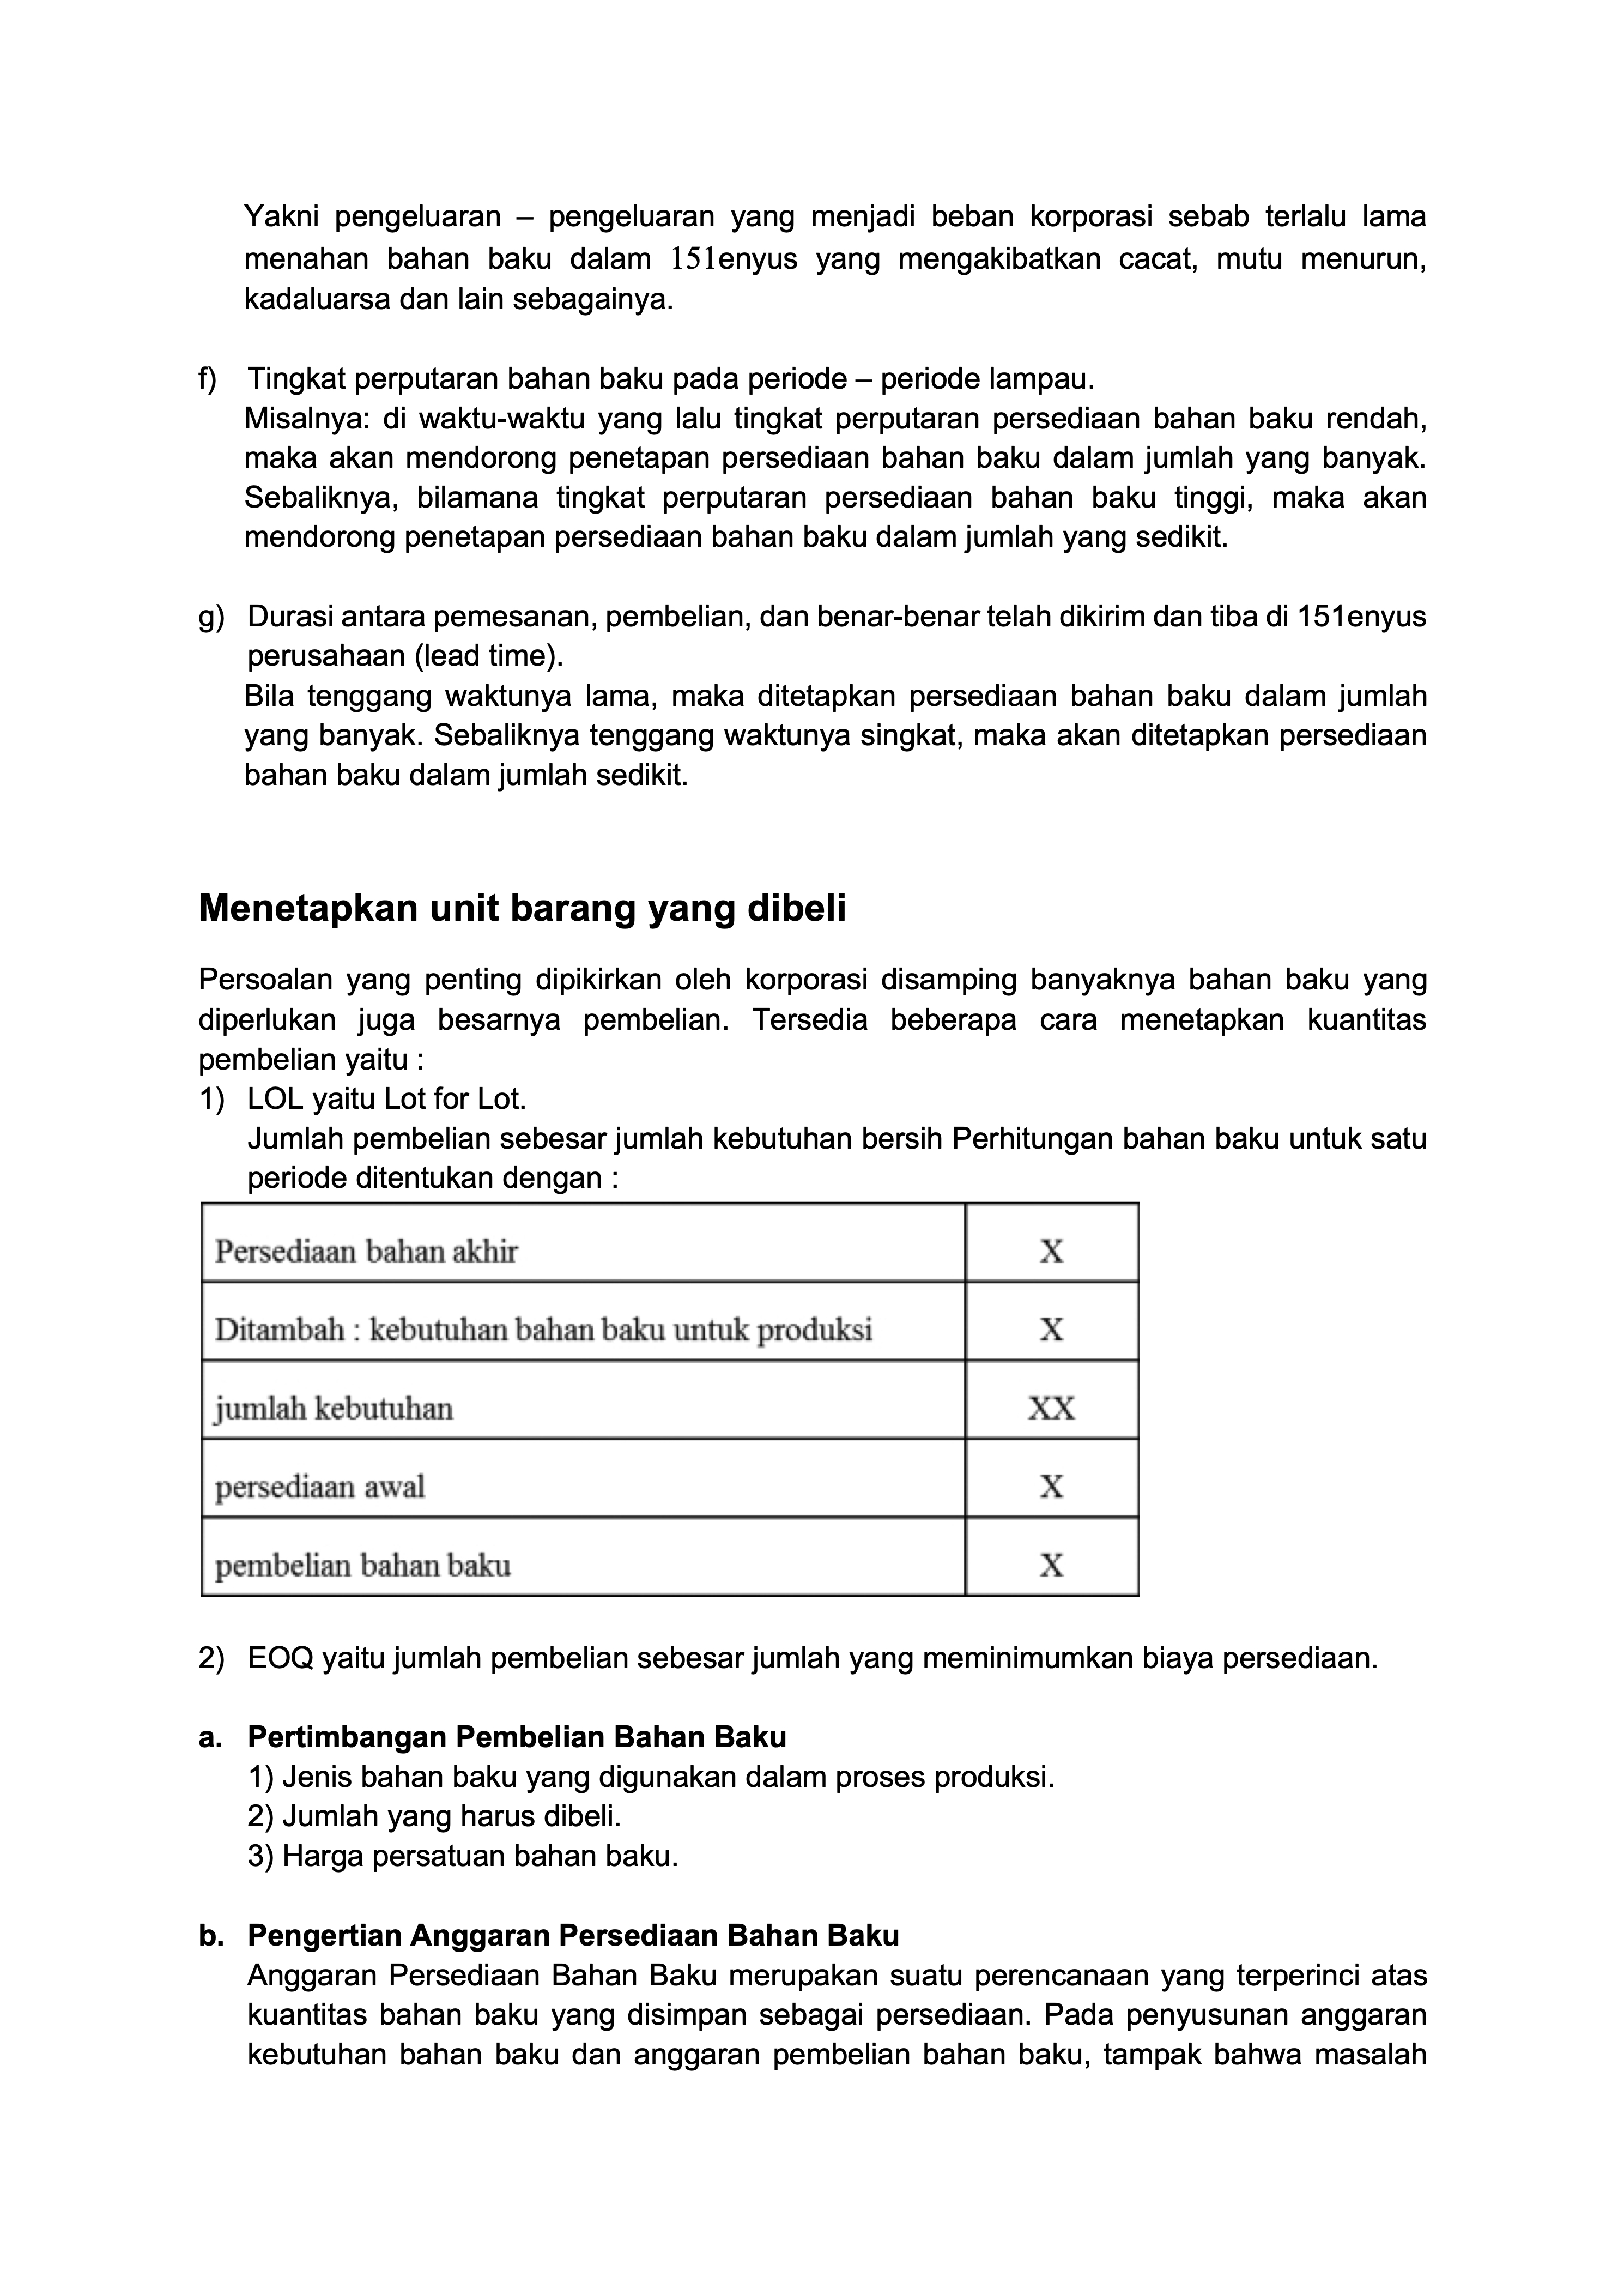 Yakni pengeluaran – pengeluaran yang menjadi beban korporasi sebab terlalu lama
menahan bahan baku dalam 151enyus yang mengakibatkan cacat, mutu menurun,
kadaluarsa dan lain sebagainya.
f) Tingkat perputaran bahan baku pada periode – periode lampau.
Misalnya: di waktu-waktu yang lalu tingkat perputaran persediaan bahan baku rendah,
maka akan mendorong penetapan persediaan bahan baku dalam jumlah yang banyak.
Sebaliknya, bilamana tingkat perputaran persediaan bahan baku tinggi, maka akan
mendorong penetapan persediaan bahan baku dalam jumlah yang sedikit.
g) Durasi antara pemesanan, pembelian, dan benar-benar telah dikirim dan tiba di 151enyus
perusahaan (lead time).
Bila tenggang waktunya lama, maka ditetapkan persediaan bahan baku dalam jumlah
yang banyak. Sebaliknya tenggang waktunya singkat, maka akan ditetapkan persediaan
bahan baku dalam jumlah sedikit.
Menetapkan unit barang yang dibeli
Persoalan yang penting dipikirkan oleh korporasi disamping banyaknya bahan baku yang
diperlukan juga besarnya pembelian. Tersedia beberapa cara menetapkan kuantitas
pembelian yaitu :
1) LOL yaitu Lot for Lot.
Jumlah pembelian sebesar jumlah kebutuhan bersih Perhitungan bahan baku untuk satu
periode ditentukan dengan :
Persediaan bahan akhir X
Ditambah : kebutuhan bahan baku untuk produksi X
jumlah kebutuhan XX
persediaan awal X
pembelian bahan baku X
2) EOQ yaitu jumlah pembelian sebesar jumlah yang meminimumkan biaya persediaan.
a. Pertimbangan Pembelian Bahan Baku
1) Jenis bahan baku yang digunakan dalam proses produksi.
2) Jumlah yang harus dibeli.
3) Harga persatuan bahan baku.
b. Pengertian Anggaran Persediaan Bahan Baku
Anggaran Persediaan Bahan Baku merupakan suatu perencanaan yang terperinci atas
kuantitas bahan baku yang disimpan sebagai persediaan. Pada penyusunan anggaran
kebutuhan bahan baku dan anggaran pembelian bahan baku, tampak bahwa masalah